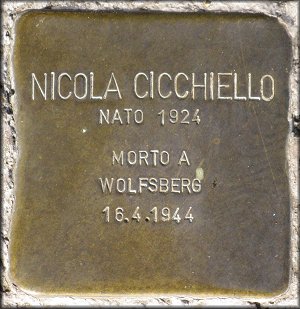 NICOLA CICCHIELLO
NATO 1924
MORTO A
WOLFSBERG
16.4.1944